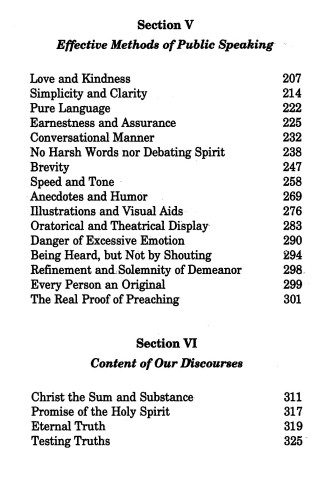 Section V
Effective Methods of Public Speaking
Love and Kindness 207
Simplicity and Clarity 214
Pure Language 222
Earnestness and Assurance 225
Conversational Manner 232
No Harsh Words nor Debating Spirit 238
Brevity 247
Speed and Tone 258
Anecdotes and Humor 269
Illustrations and Visual Aids 276
Oratorical and Theatrical Display 283
Danger of Excessive Emotion 290
Being Heard, but Not by Shouting 294
Refinement and Solemnity of Demeanor 298
Every Person an Original 299
The Real Proof of Preaching 301
Section VI
Content of Our Discourses
Christ the Sum and Substance 311
Promise of the Holy Spirit 317
Eternal Truth 319
Testing Truths 325